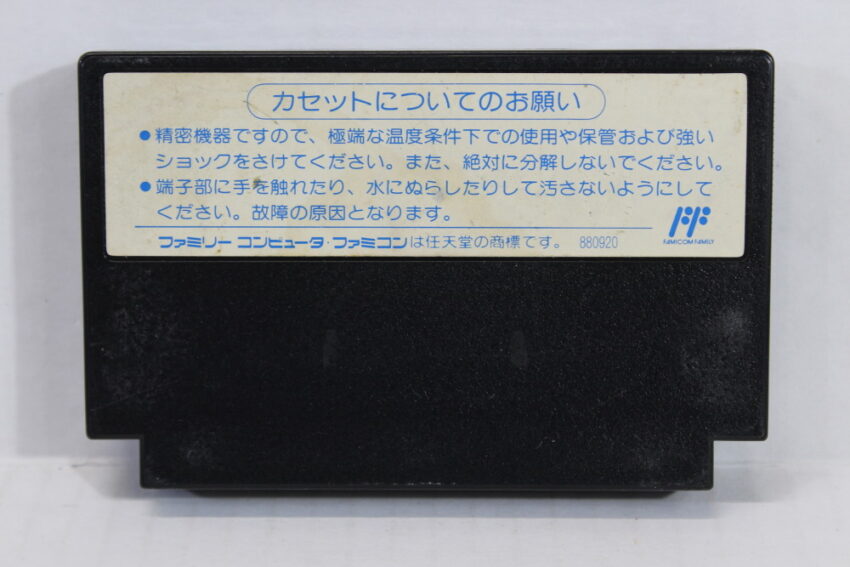 カセットについてのお願い
●精密機器ですので、極端な温度条件下での使用や保管および強い
ショックをさけてください。また、絶対に分解しないでください。
●端子部に手を触れたり、水にぬらしたりして汚さないようにして
ください。故障の原因となります。
FF
FAMICOM FAMILY
ファミリーコンピュータ・ファミコンは任天堂の商標です。 880920